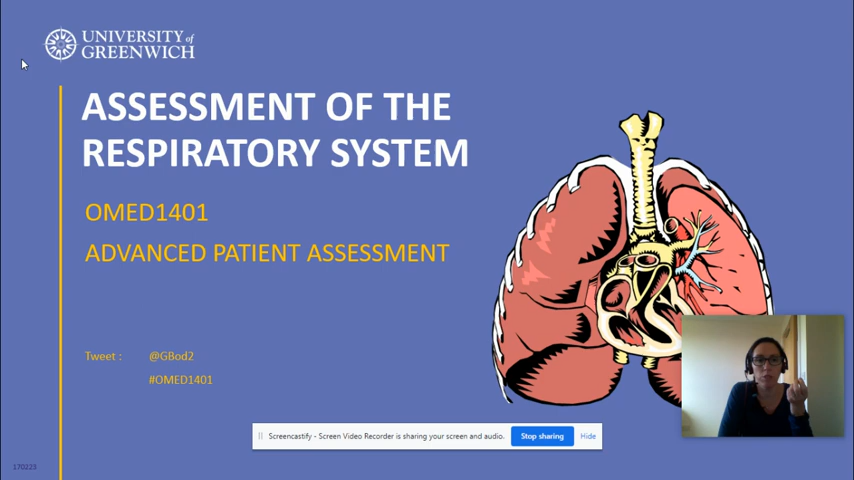 UNIVERSITY of
GREENWICH
ASSESSMENT OF THE
RESPIRATORY SYSTEM
OMED1401
ADVANCED PATIENT ASSESSMENT
Tweet : @GBod2
#OMED1401
Screencastify - Screen Video Recorder is sharing your screen and audio. Stop sharing Hide
170223